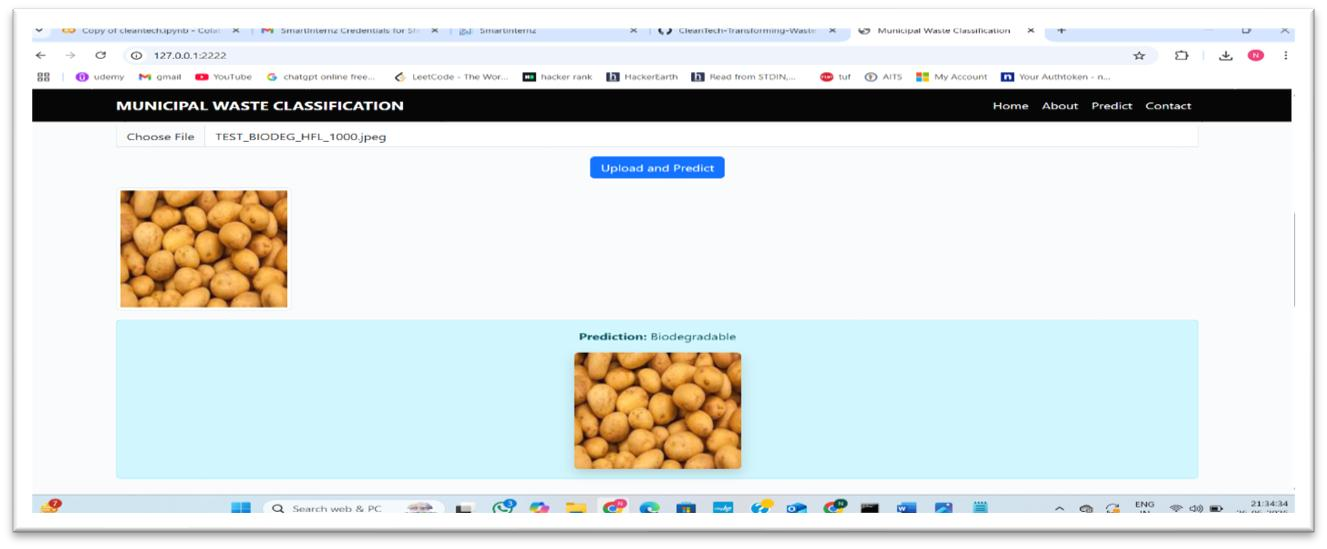 Copy of cleantech.ipynb - Colab
SmartInternz Credentials for Sh
Smartinternz
CleanTech-Transforming-Waste
Municipal Waste Classification
127.0.0.1:2222
N
udemy
gmail
YouTube
chatgpt online free...
LeetCode - The Wor...
hacker rank
HackerEarth
Read from STDIN,...
tuf
AITS
My Account
Your Authtoken - n...
MUNICIPAL WASTE CLASSIFICATION
Home About Predict Contact
Choose File TEST_BIODEG_HFL_1000.jpeg
Upload and Predict
Prediction: Biodegradable
Search web & PC
ENG
21:34:34